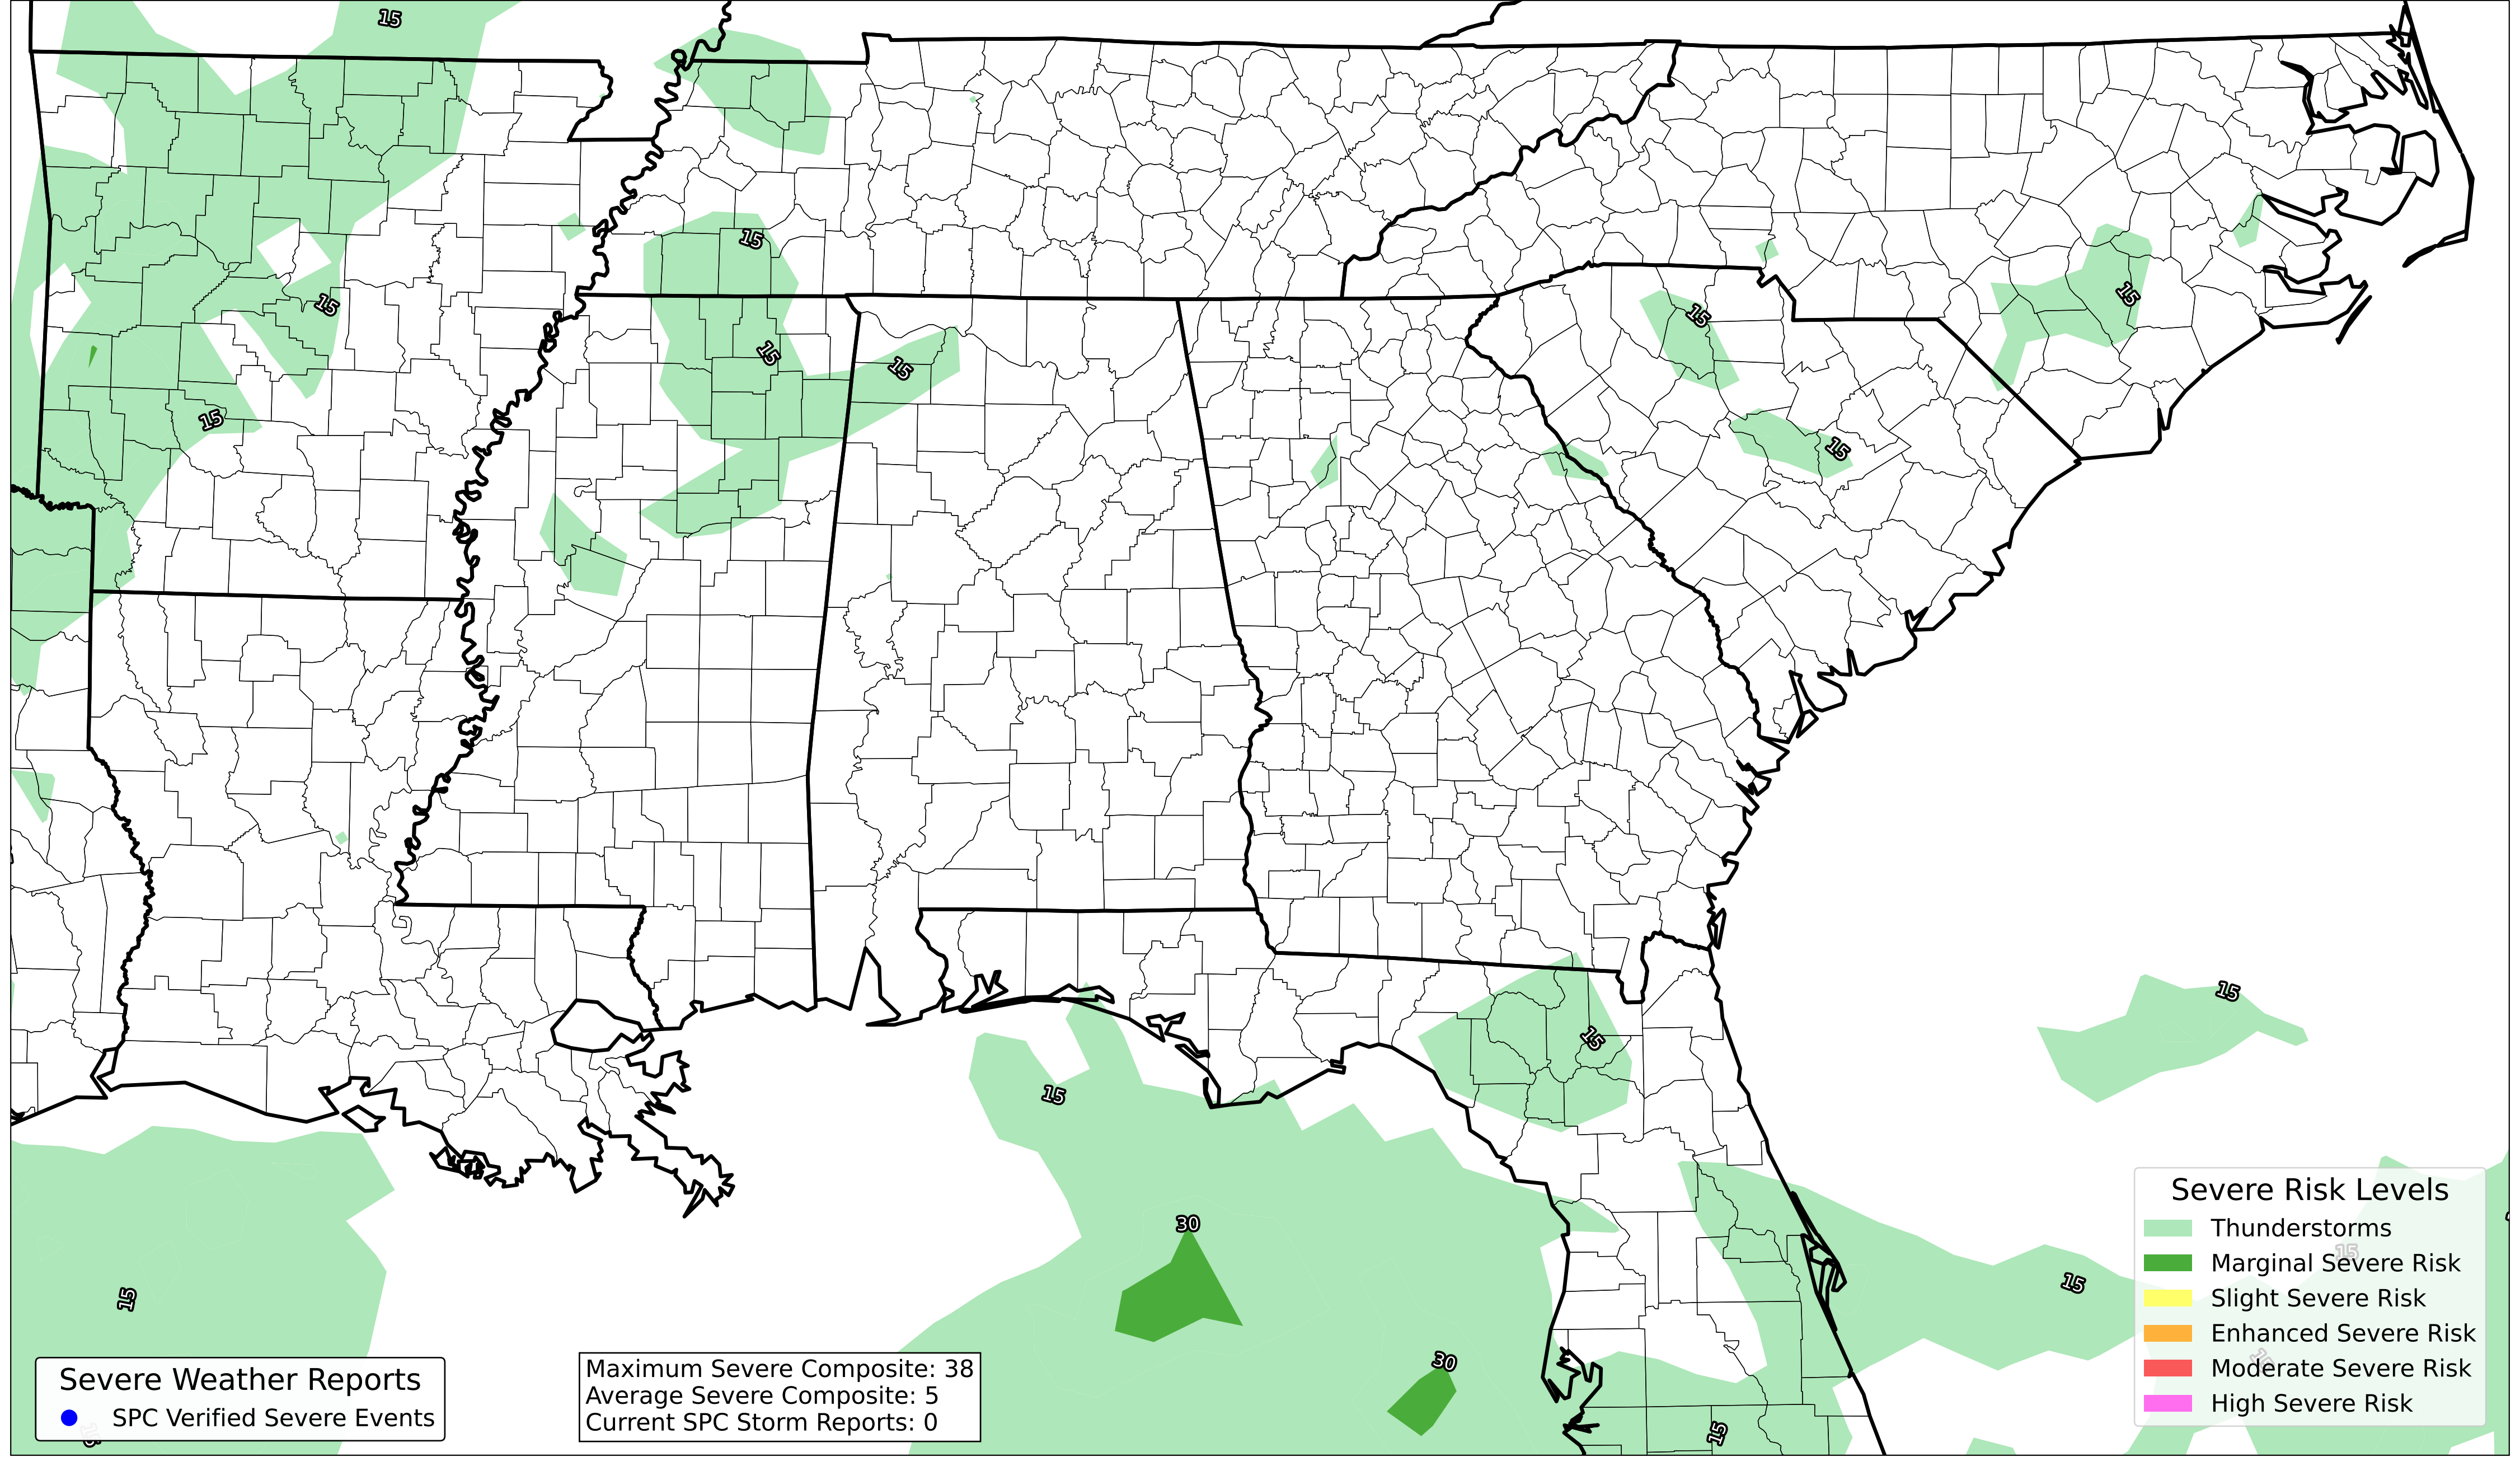 15
15
15
15
15
15
15
15
15
15
15
15
15
30
15
15
15
30
15
15
Severe Risk Levels
Thunderstorms
Marginal Severe Risk
Slight Severe Risk
Enhanced Severe Risk
Moderate Severe Risk
High Severe Risk
Severe Weather Reports
SPC Verified Severe Events
Maximum Severe Composite: 38
Average Severe Composite: 5
Current SPC Storm Reports: 0